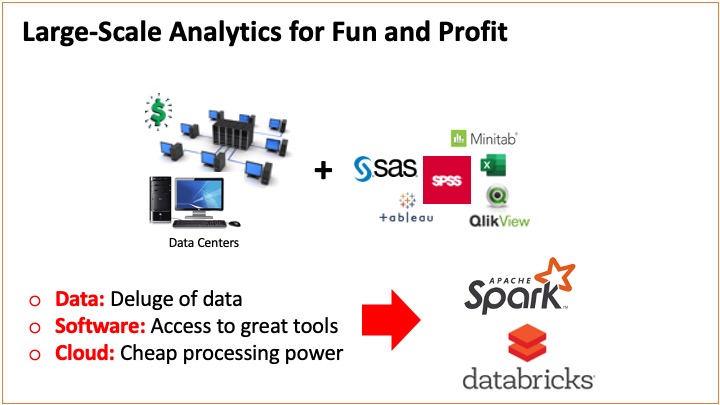 Large-Scale Analytics for Fun and Profit
$
+
Minitab®
sas
SPSS
X
+ableau
QlikView
Data Centers
APACHE
Spark™
databricks
o Data: Deluge of data
o Software: Access to great tools
o Cloud: Cheap processing power